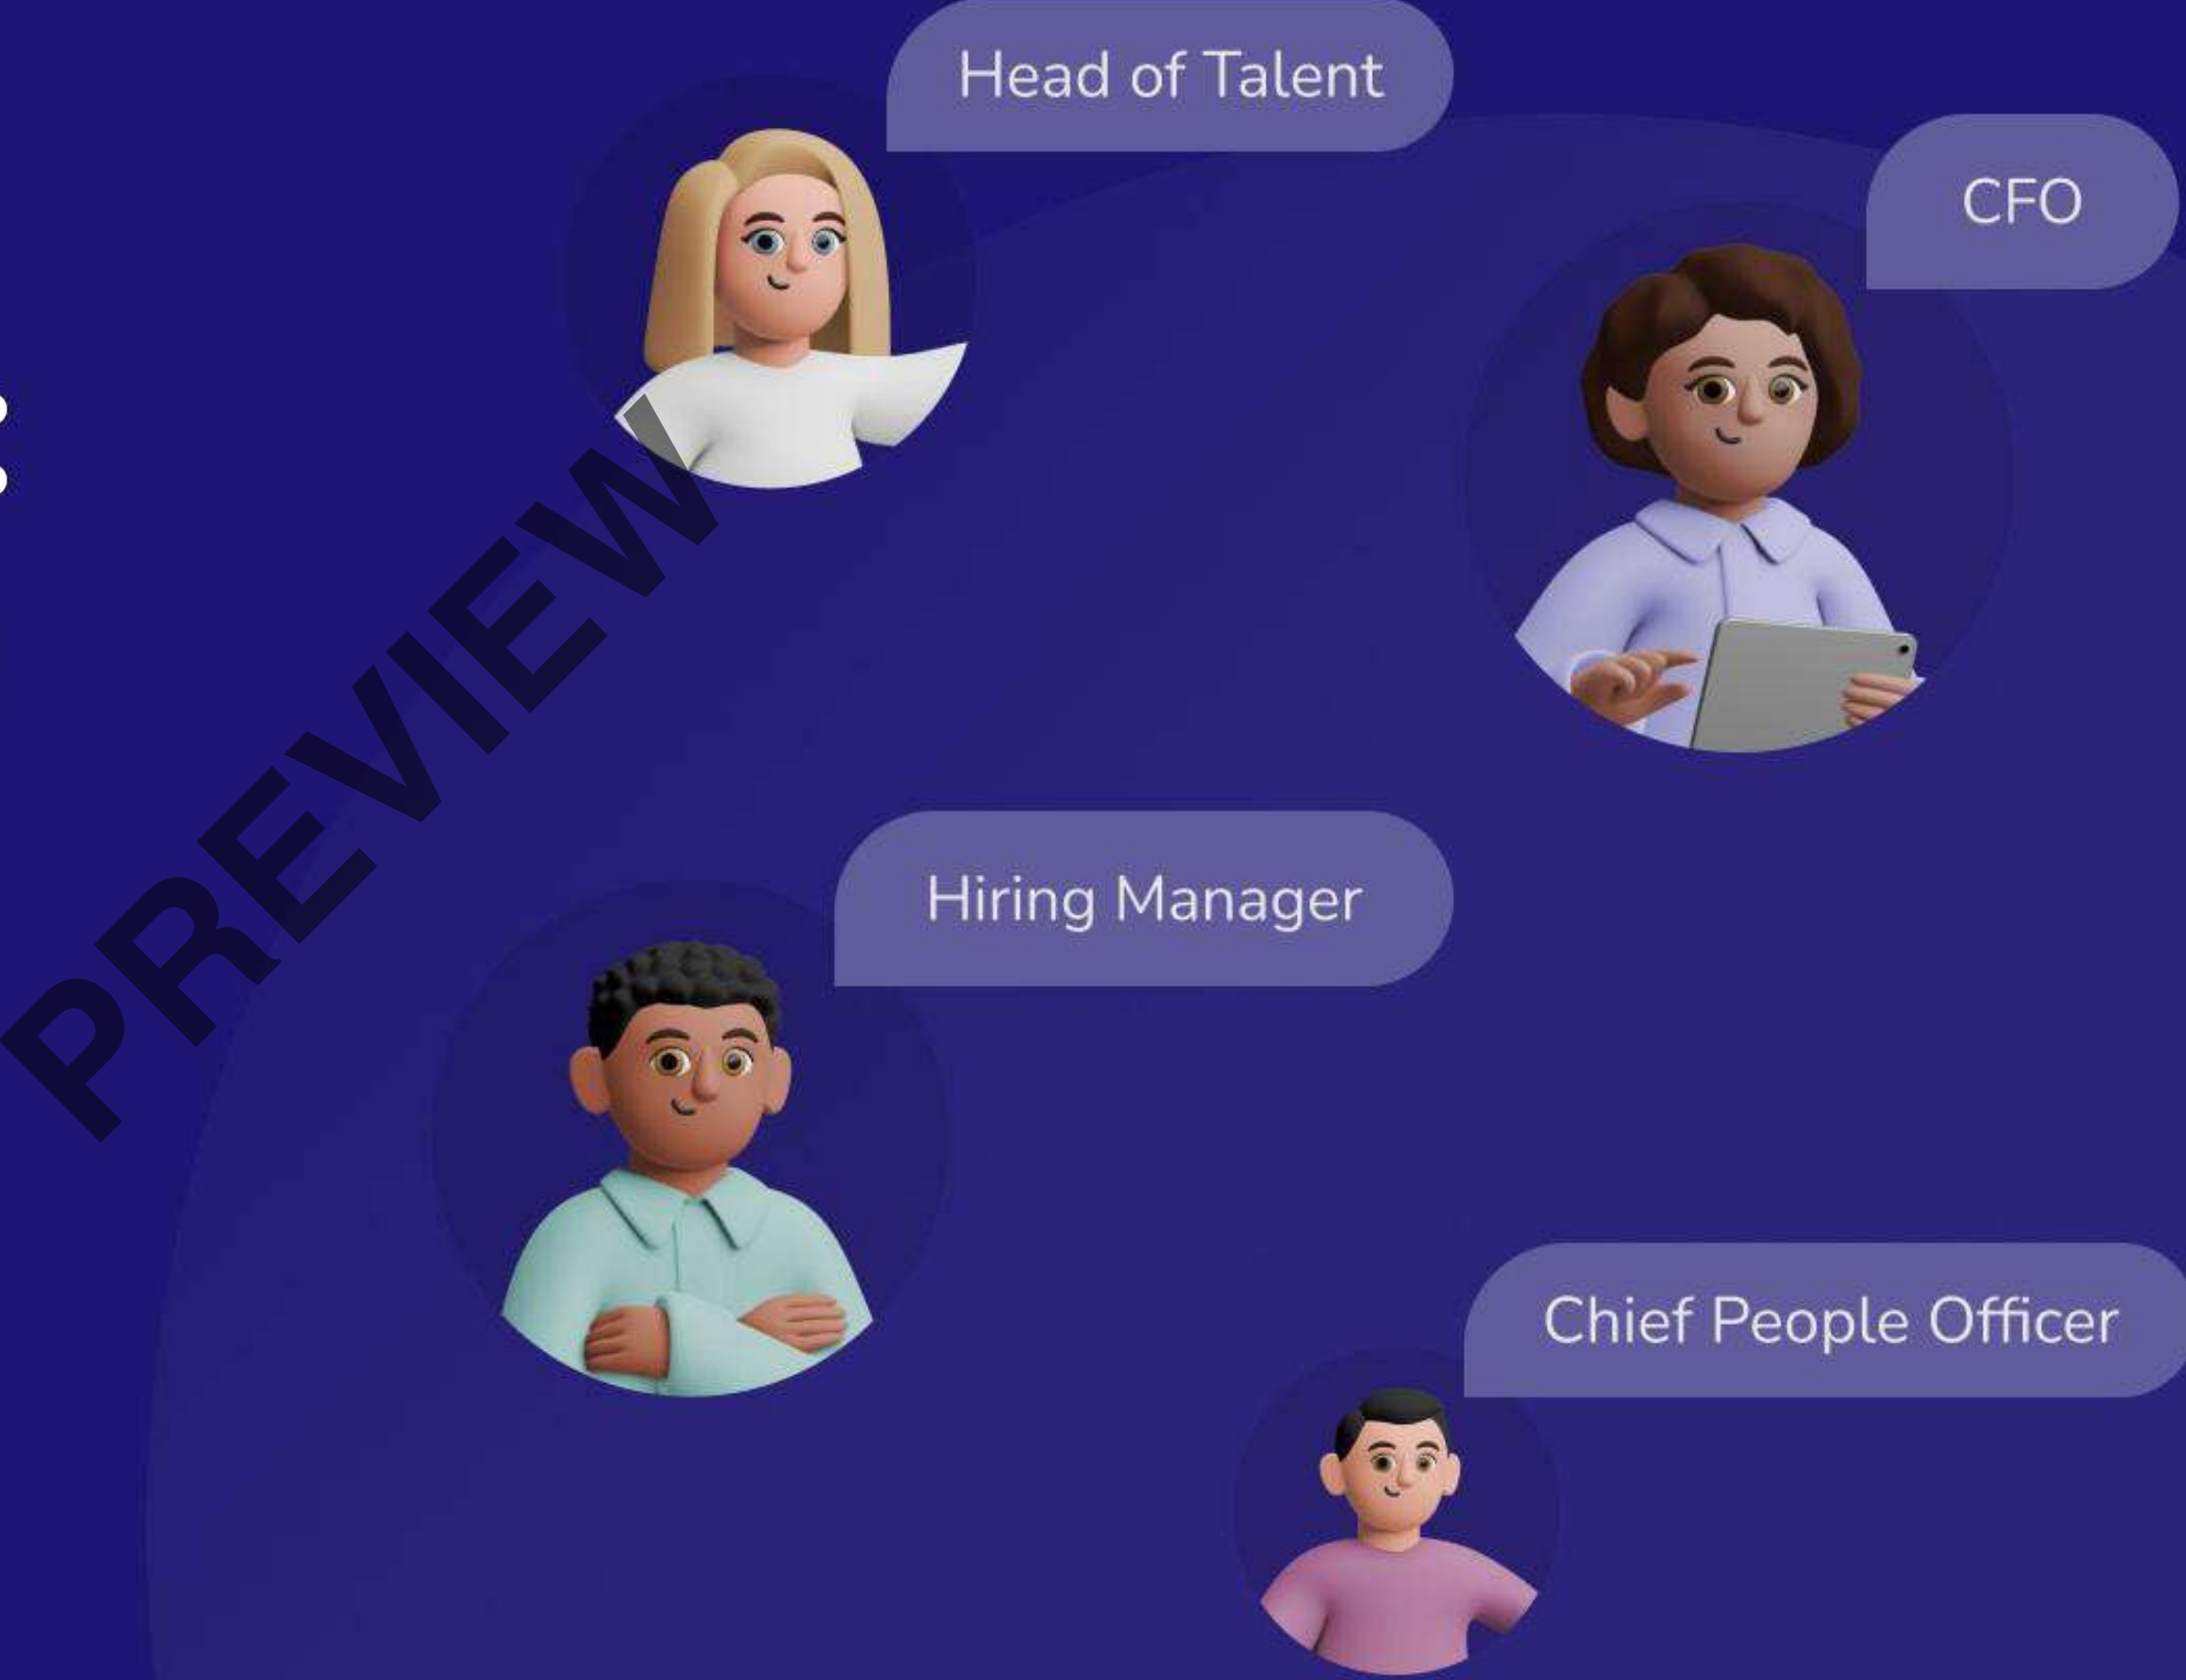 Head of Talent
CFO
PREVIEW
Hiring Manager
Chief People Officer